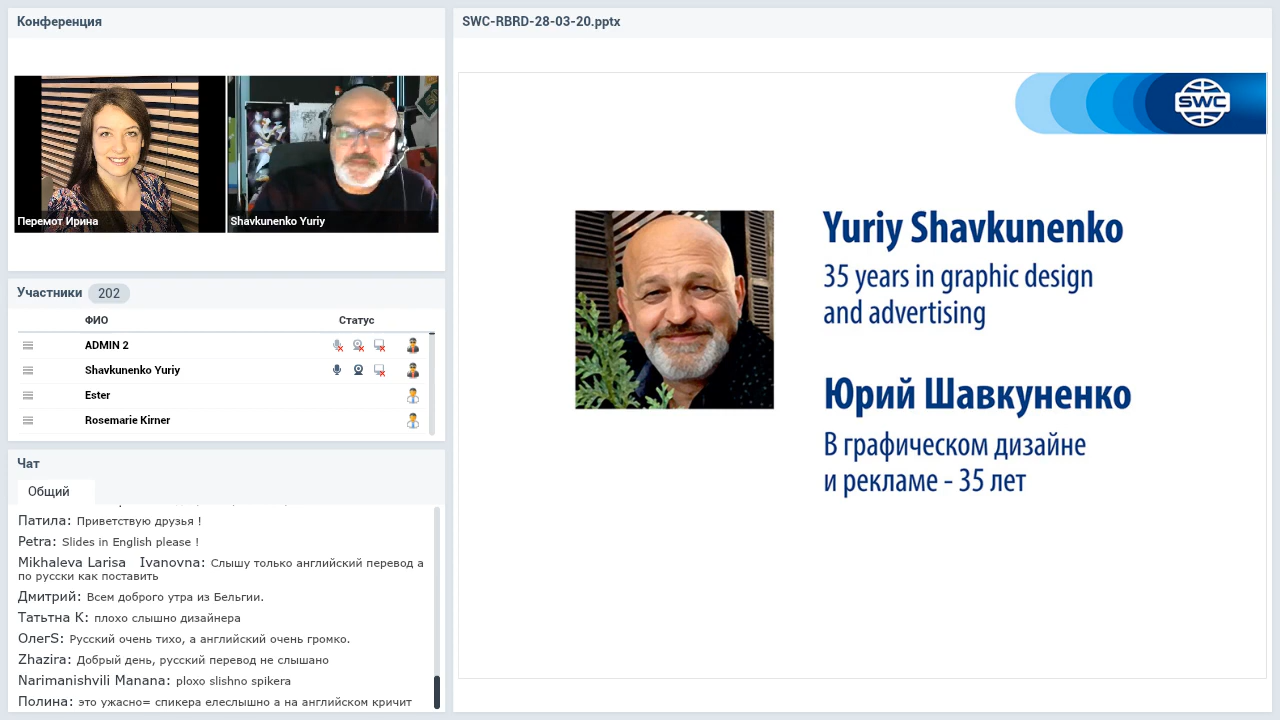 Конференция
Перемот Ирина
Shavkunenko Yuriy
Участники 202
ФИО Статус
ADMIN 2
Shavkunenko Yuriy
Ester
Rosemarie Kirner
Чат
Общий
Патила: Приветствую друзья !
Petra: Slides in English please !
Mikhaleva Larisa Ivanovna: Слышу только английский перевод а
по русски как поставить
Дмитрий: Всем доброго утра из Бельгии.
Татьтна К: плохо слышно дизайнера
ОлегS: Русский очень тихо, а английский очень громко.
Zhazira: Добрый день, русский перевод не слышано
Narimanishvili Manana: ploxo slishno spikera
Полина: это ужасно= спикера елеслышно а на английском кричит
SWC-RBRD-28-03-20.pptx
SWC
Yuriy Shavkunenko
35 years in graphic design
and advertising
Юрий Шавкуненко
В графическом дизайне
и рекламе - 35 лет